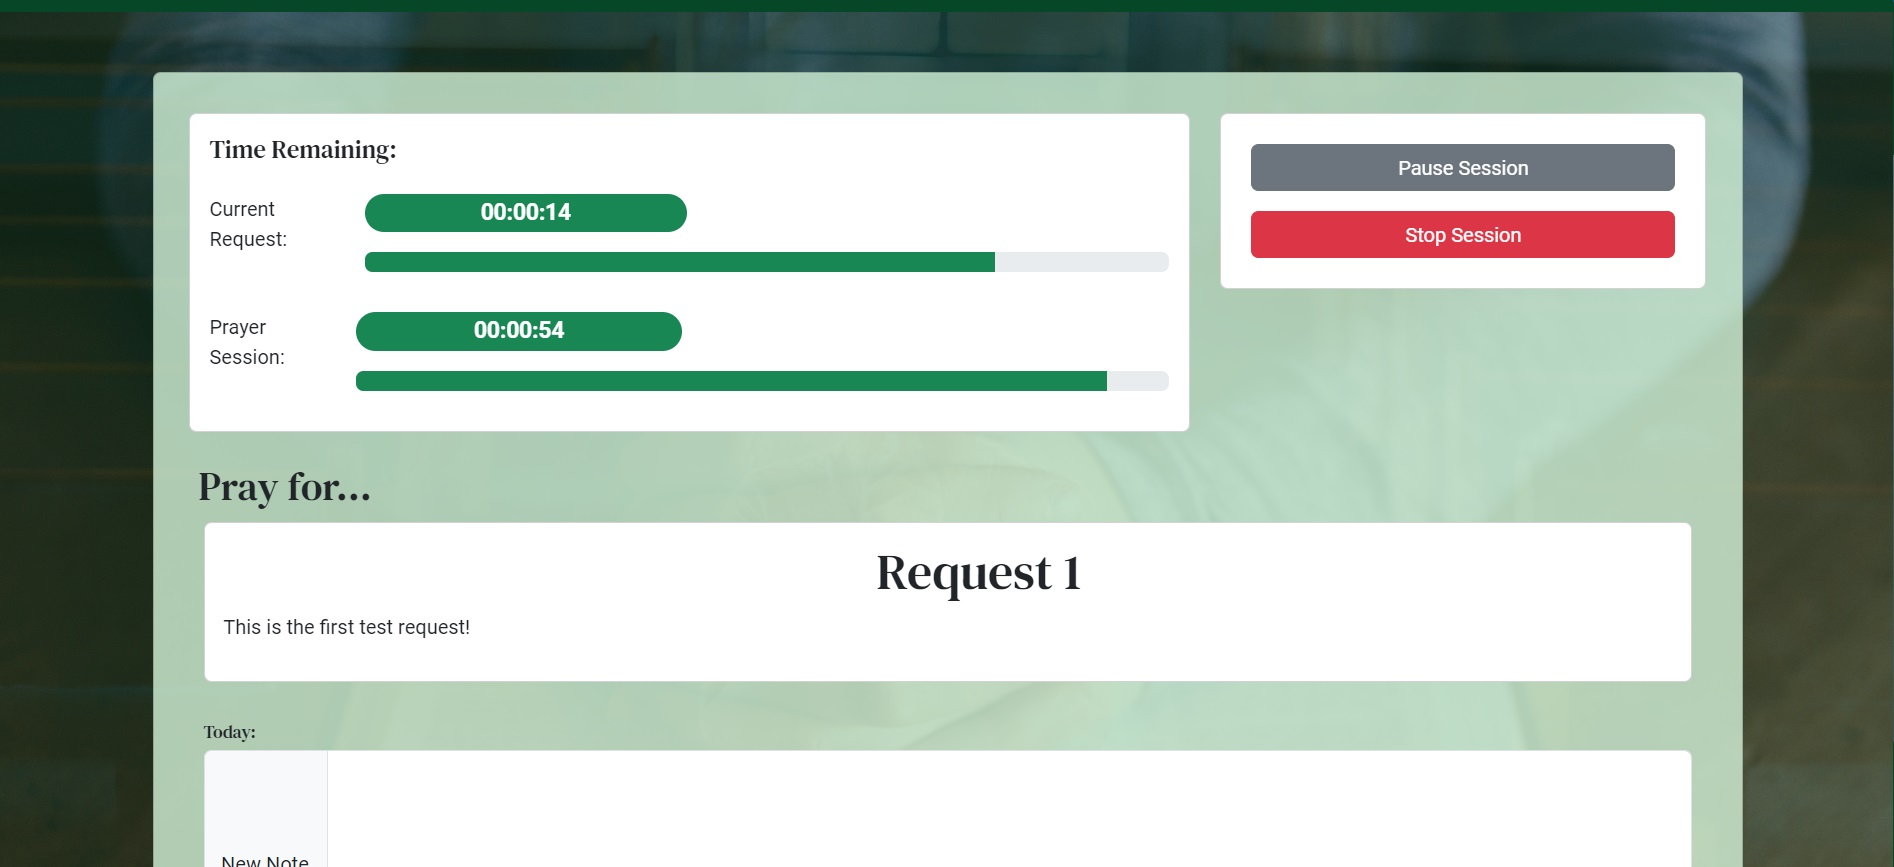 Time Remaining:
Current
Request:
00:00:14
Prayer
Session:
00:00:54
Pause Session
Stop Session
Pray for...
Request 1
This is the first test request!
Today:
New Note